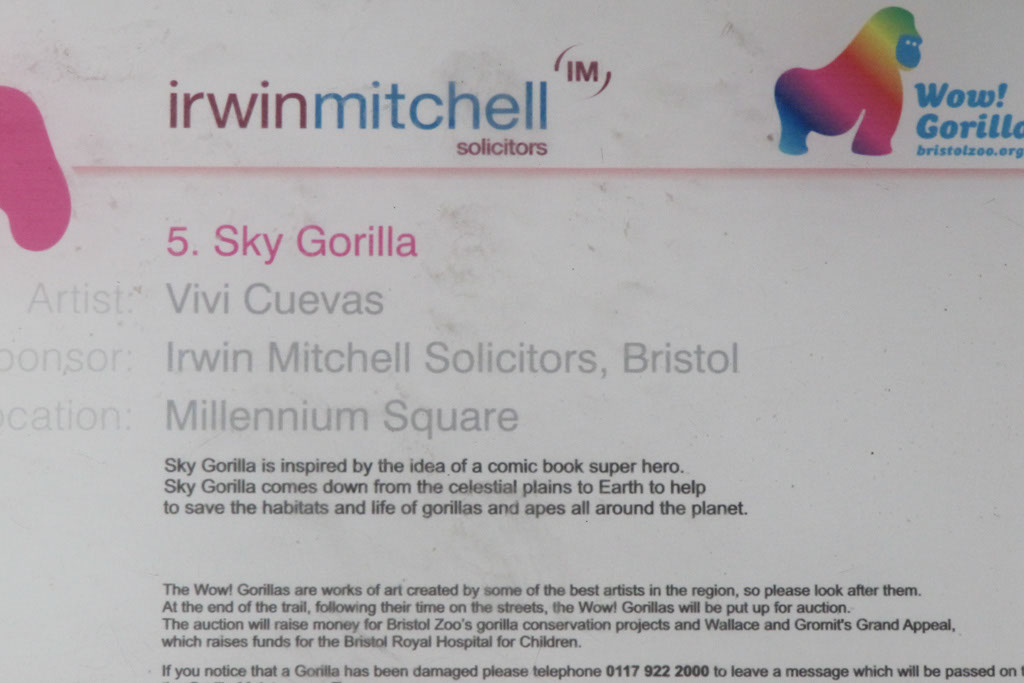 irwinmitchell IM
solicitors
Wow!
Gorilla
bristolzoo.org
5. Sky Gorilla
Artist: Vivi Cuevas
ponsor: Irwin Mitchell Solicitors, Bristol
ocation: Millennium Square
Sky Gorilla is inspired by the idea of a comic book super hero.
Sky Gorilla comes down from the celestial plains to Earth to help
to save the habitats and life of gorillas and apes all around the planet.
The Wow! Gorillas are works of art created by some of the best artists in the region, so please look after them.
At the end of the trail, following their time on the streets, the Wow! Gorillas will be put up for auction.
The auction will raise money for Bristol Zoo's gorilla conservation projects and Wallace and Gromit's Grand Appeal,
which raises funds for the Bristol Royal Hospital for Children.
If you notice that a Gorilla has been damaged please telephone 0117 922 2000 to leave a message which will be passed on